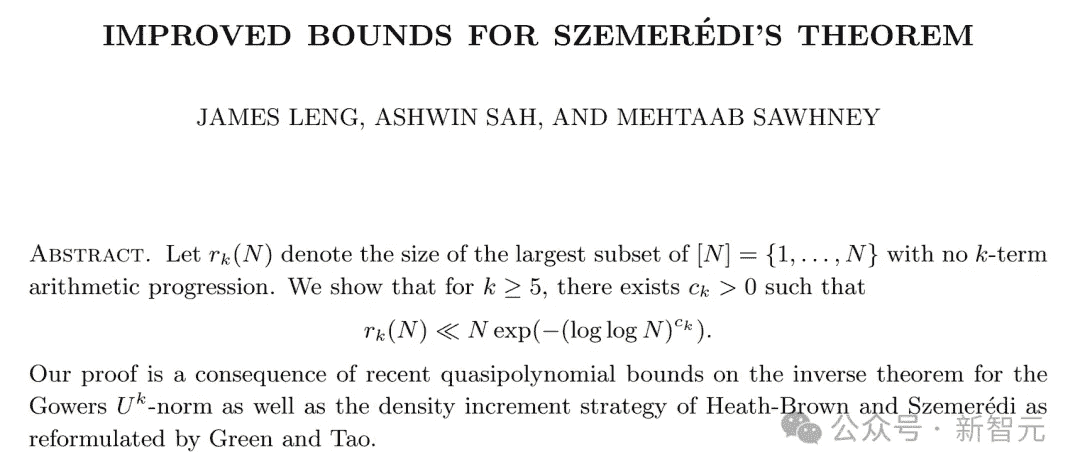 IMPROVED BOUNDS FOR SZEMERÉDI'S THEOREM
JAMES LENG, ASHWIN SAH, AND MEHTAAB SAWHNEY
ABSTRACT. Let r_k(N) denote the size of the largest subset of [N] = {1, . . . , N} with no k-term
arithmetic progression. We show that for k ≥ 5, there exists c_k > 0 such that
r_k(N) ≪ N exp(−(log log N)^{c_k}).
Our proof is a consequence of recent quasipolynomial bounds on the inverse theorem for the
Gowers U^k-norm as well as the density increment strategy of Heath-Brown and Szemerédi as
reformulated by Green and Tao.
公众号 · 新智元